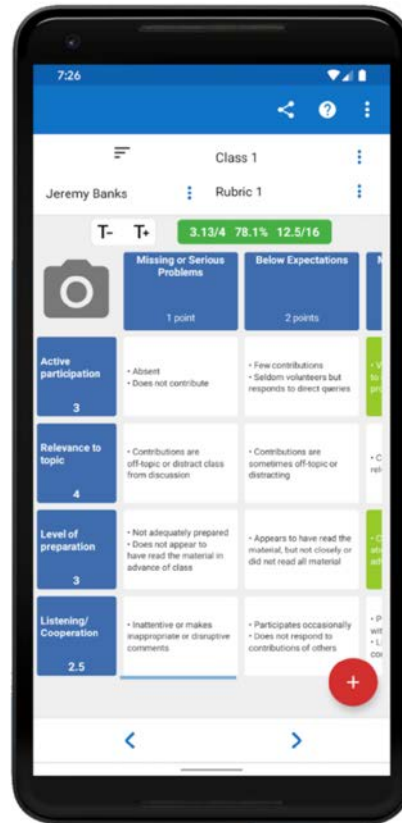 7:26
Class 1
Jeremy Banks
Rubric 1
T- T+
3.13/4 78.1% 12.5/16
Missing or Serious
Problems
1 point
Below Expectations
2 points
Active
participation
3
• Absent
• Does not contribute
• Few contributions
• Seldom volunteers but
responds to direct queries
Relevance to
topic
4
• Contributions are
off-topic or distract class
from discussion
• Contributions are
sometimes off-topic or
distracting
Level of
preparation
3
• Not adequately prepared
• Does not appear to
have read the material in
advance of class
• Appears to have read the
material, but not closely or
did not read all material
Listening/
Cooperation
2.5
• Inattentive or makes
inappropriate or disruptive
comments
• Participates occasionally
• Does not respond to
contributions of others